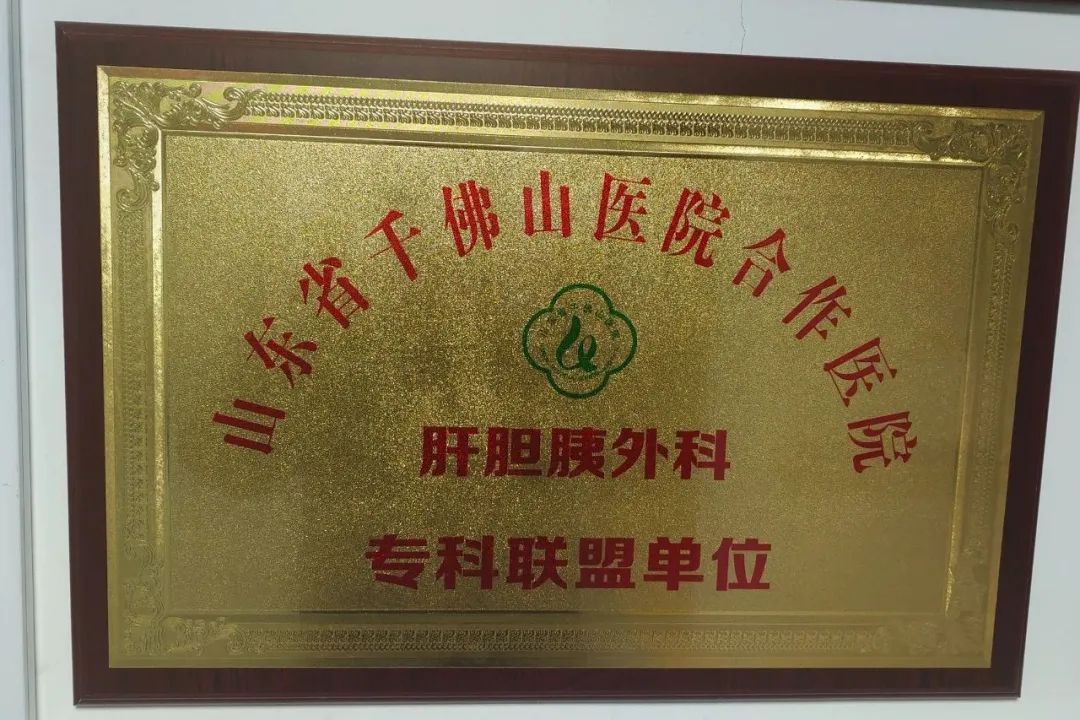 山东省千佛山医院合作医院
肝胆胰外科
专科联盟单位